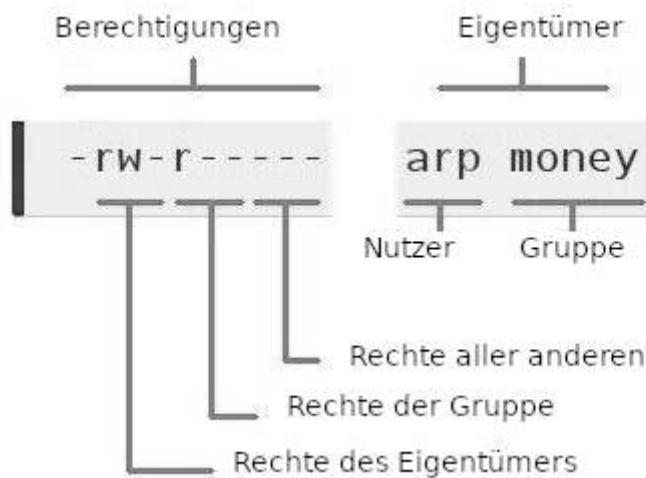 Berechtigungen Eigentümer
-rw-r----- arp money
Nutzer Gruppe
Rechte aller anderen
Rechte der Gruppe
Rechte des Eigentümers